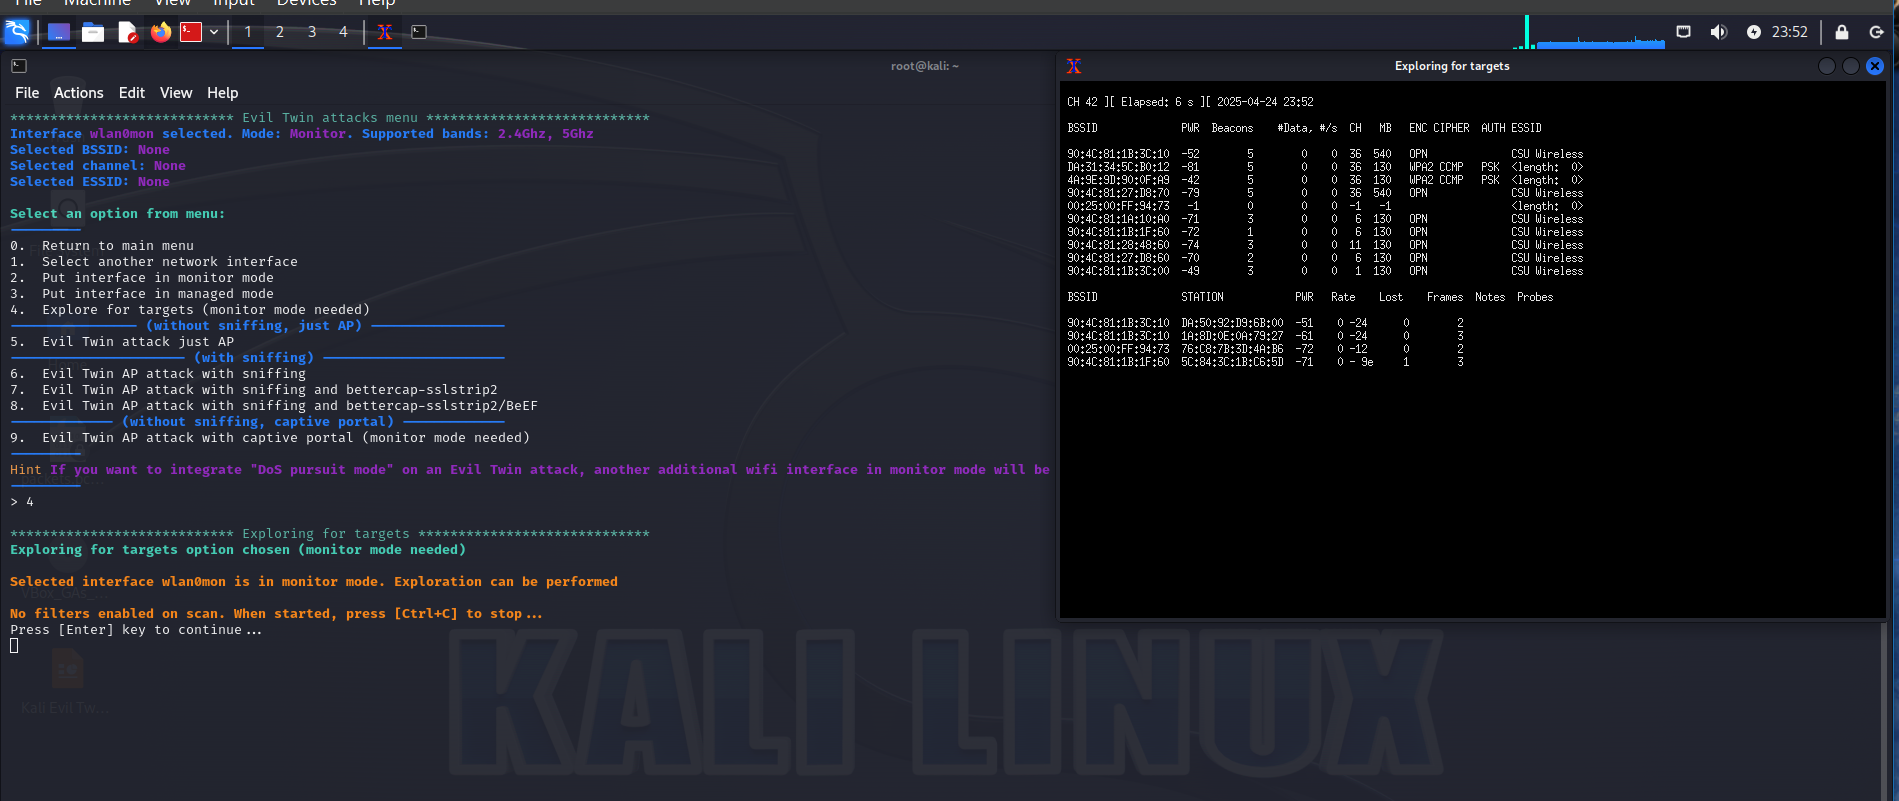 File Machine View Input Devices Help
1 2 3 4
23:52
root@kali: ~
File Actions Edit View Help
**************************** Evil Twin attacks menu ****************************
Interface wlan0mon selected. Mode: Monitor. Supported bands: 2.4Ghz, 5Ghz
Selected BSSID: None
Selected channel: None
Selected ESSID: None
Select an option from menu:
---------
0. Return to main menu
1. Select another network interface
2. Put interface in monitor mode
3. Put interface in managed mode
4. Explore for targets (monitor mode needed)
---------------- (without sniffing, just AP) -----------------
5. Evil Twin attack just AP
---------------------- (with sniffing) -----------------------
6. Evil Twin AP attack with sniffing
7. Evil Twin AP attack with sniffing and bettercap-sslstrip2
8. Evil Twin AP attack with sniffing and bettercap-sslstrip2/BeEF
------------- (without sniffing, captive portal) -------------
9. Evil Twin AP attack with captive portal (monitor mode needed)
---------
Hint If you want to integrate "DoS pursuit mode" on an Evil Twin attack, another additional wifi interface in monitor mode will be
---------
> 4
**************************** Exploring for targets *****************************
Exploring for targets option chosen (monitor mode needed)
Selected interface wlan0mon is in monitor mode. Exploration can be performed
No filters enabled on scan. When started, press [Ctrl+C] to stop...
Press [Enter] key to continue...
VBox_GAs_...
Kali Evil Tw...
KALI LINUX
Exploring for targets
CH 42 ][ Elapsed: 6 s ][ 2025-04-24 23:52
BSSID PWR Beacons #Data, #/s CH MB ENC CIPHER AUTH ESSID
90:4C:81:1B:3C:10 -52 5 0 0 36 540 OPN CSU Wireless
DA:31:34:5C:B0:12 -81 5 0 0 36 130 WPA2 CCMP PSK <length: 0>
4A:9E:9D:90:0F:A9 -42 5 0 0 36 130 WPA2 CCMP PSK <length: 0>
90:4C:81:27:D8:70 -79 5 0 0 36 540 OPN CSU Wireless
00:25:00:FF:94:73 -1 0 0 0 -1 -1 <length: 0>
90:4C:81:1A:10:A0 -71 3 0 0 6 130 OPN CSU Wireless
90:4C:81:1B:1F:60 -72 1 0 0 6 130 OPN CSU Wireless
90:4C:81:28:48:60 -74 3 0 0 11 130 OPN CSU Wireless
90:4C:81:27:D8:60 -70 2 0 0 6 130 OPN CSU Wireless
90:4C:81:1B:3C:00 -49 3 0 0 1 130 OPN CSU Wireless
BSSID STATION PWR Rate Lost Frames Notes Probes
90:4C:81:1B:3C:10 DA:50:92:D9:6B:00 -51 0 -24 0 2
90:4C:81:1B:3C:10 1A:8D:0E:0A:79:27 -61 0 -24 0 3
00:25:00:FF:94:73 76:C8:7B:3D:4A:B6 -72 0 -12 0 2
90:4C:81:1B:1F:60 5C:84:3C:1B:C6:5D -71 0 - 9e 1 3